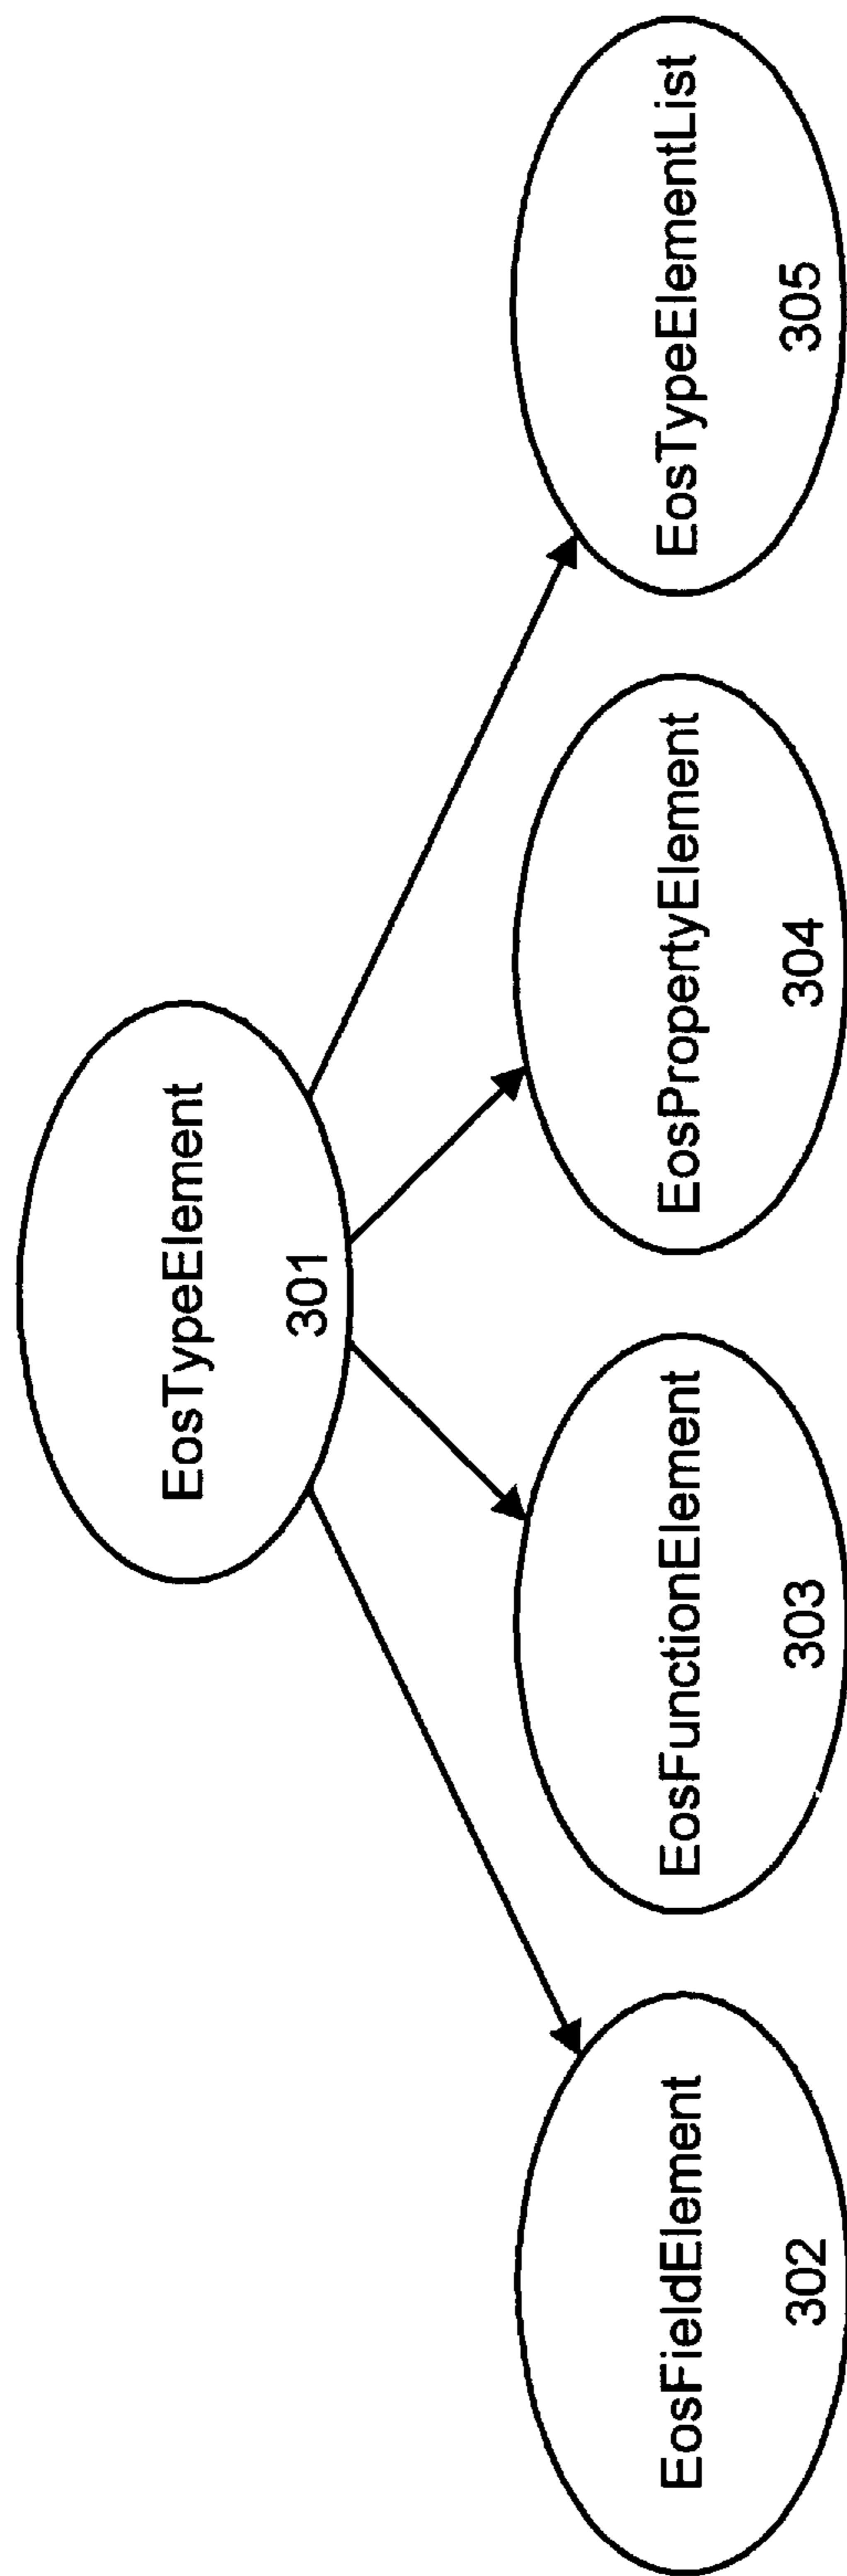 EosTypeElement
301
EosFieldElement
302
EosFunctionElement
303
EosPropertyElement
304
EosTypeElementList
305